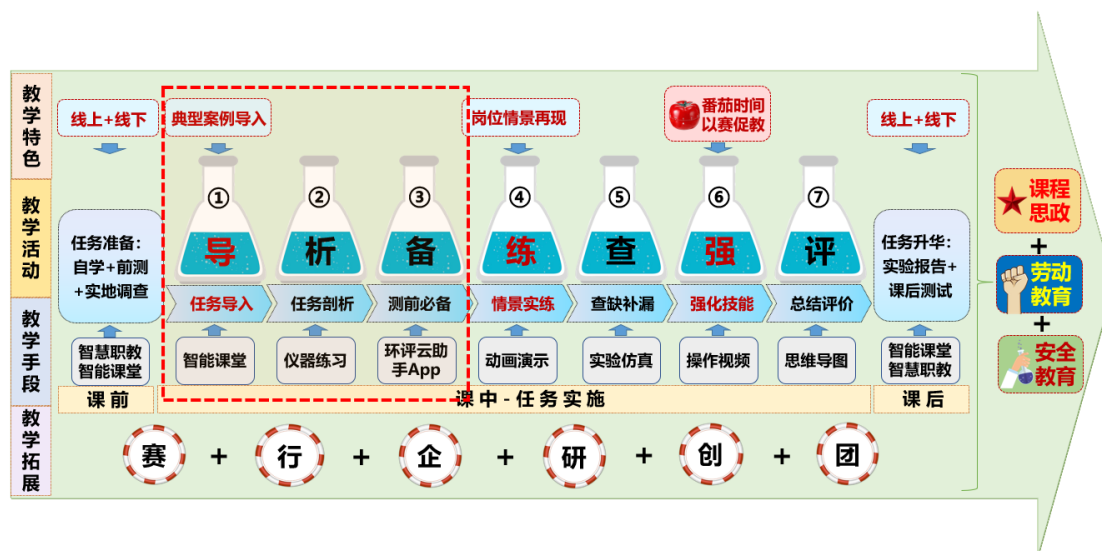 教学特色
线上+线下
典型案例导入
岗位情景再现
番茄时间
以赛促教
线上+线下
教学活动
任务准备：
自学+前测
+实地调查
①
导
②
析
③
备
④
练
⑤
查
⑥
强
⑦
评
任务升华：
实验报告+
课后测试
任务导入
任务剖析
测前必备
情景实练
查缺补漏
强化技能
总结评价
教学手段
智慧职教
智能课堂
智能课堂
仪器练习
环评云助
手App
动画演示
实验仿真
操作视频
思维导图
智能课堂
智慧职教
课前
课中-任务实施
课后
教学拓展
赛 + 行 + 企 + 研 + 创 + 团
课程
思政
+
劳动
教育
+
安全
教育